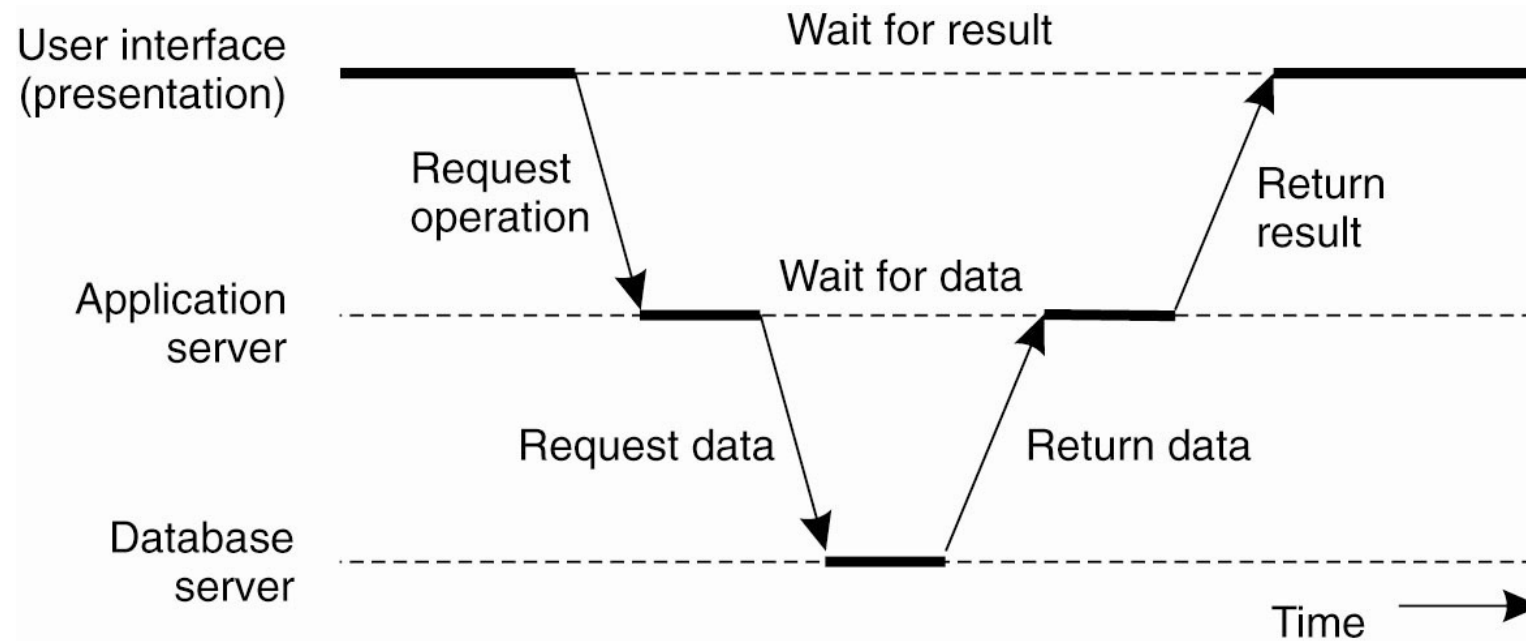 User interface
(presentation)
Wait for result
Request
operation
Return
result
Application
server
Wait for data
Request data
Return data
Database
server
Time